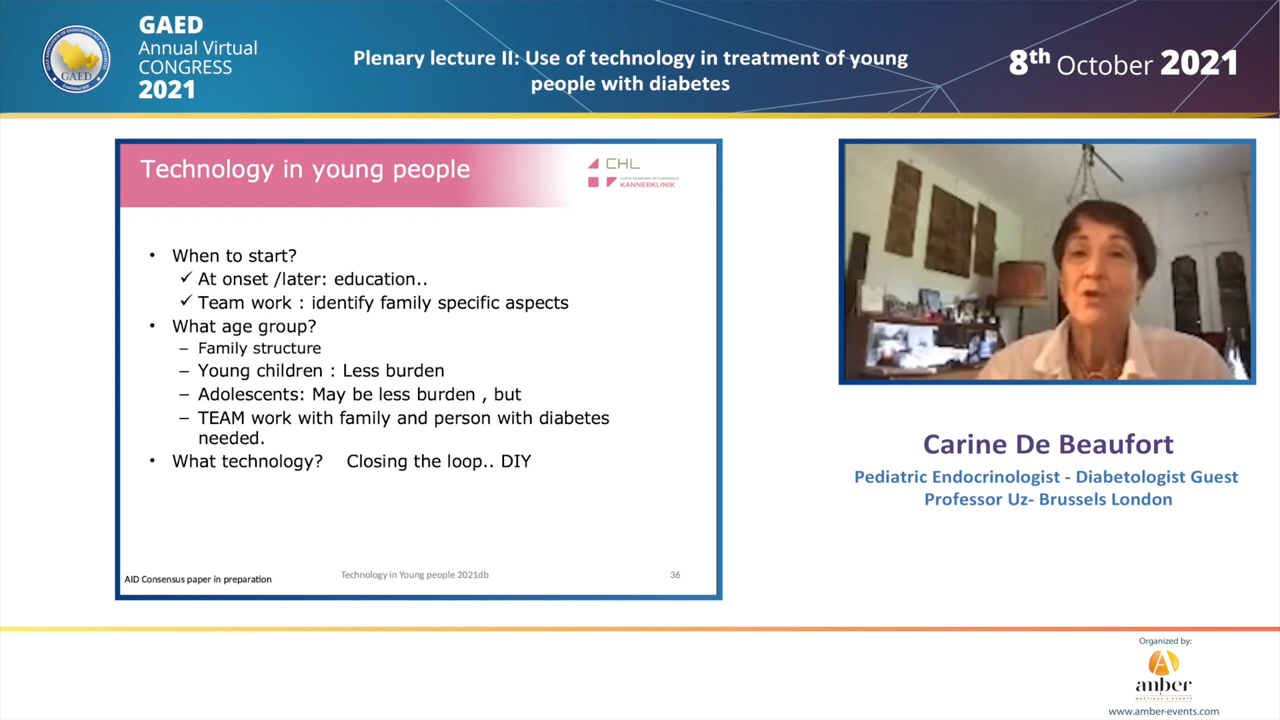 GAED
Annual Virtual
CONGRESS
2021
GAED
Plenary lecture II: Use of technology in treatment of young
people with diabetes
8th October 2021
Technology in young people
CHL
KANNERKLINIK
• When to start?
✓ At onset /later: education..
✓ Team work : identify family specific aspects
• What age group?
– Family structure
– Young children : Less burden
– Adolescents: May be less burden , but
– TEAM work with family and person with diabetes
needed.
• What technology? Closing the loop.. DIY
AID Consensus paper in preparation
Technology in Young people 2021db
36
Carine De Beaufort
Pediatric Endocrinologist - Diabetologist Guest
Professor Uz- Brussels London
Organized by:
anber
www.amber-events.com